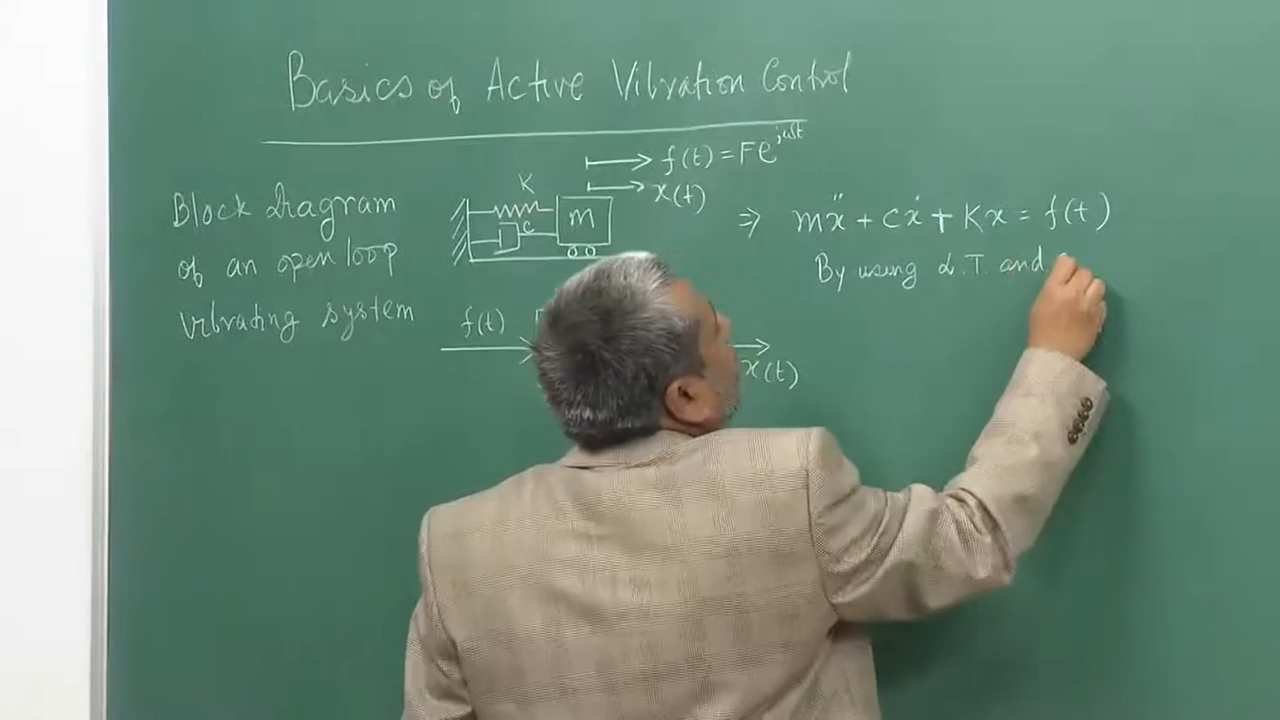 Basics of Active Vibration Control
f(t) = Fe^{jωt}
x(t)
Block Diagram
of an open loop
vibrating system
K
C
m
⇒ mẍ + cẋ + Kx = f(t)
By using L.T. and
f(t)
x(t)